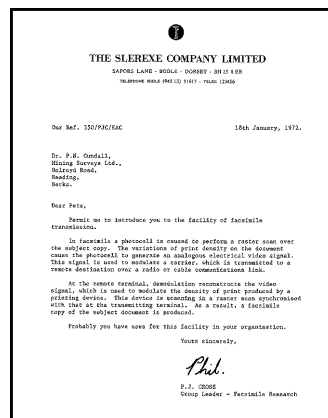 THE SLEREXE COMPANY LIMITED
SAPORS LANE - BOOLE - DORSET - BH 25 8 ER
TELEPHONE BOOLE (945 13) 51617 - TELEX 123456
Our Ref. 350/PJC/EAC 18th January, 1972.
Dr. P.N. Cundall,
Mining Surveys Ltd.,
Holroyd Road,
Reading,
Berks.
Dear Pete,
Permit me to introduce you to the facility of facsimile
transmission.
In facsimile a photocell is caused to perform a raster scan over
the subject copy. The variations of print density on the document
cause the photocell to generate an analogous electrical video signal.
This signal is used to modulate a carrier, which is transmitted to a
remote destination over a radio or cable communications link.
At the remote terminal, demodulation reconstructs the video
signal, which is used to modulate the density of print produced by a
printing device. This device is scanning in a raster scan synchronised
with that at the transmitting terminal. As a result, a facsimile
copy of the subject document is produced.
Probably you have uses for this facility in your organisation.
Yours sincerely,
Phil.
P.J. CROSS
Group Leader - Facsimile Research